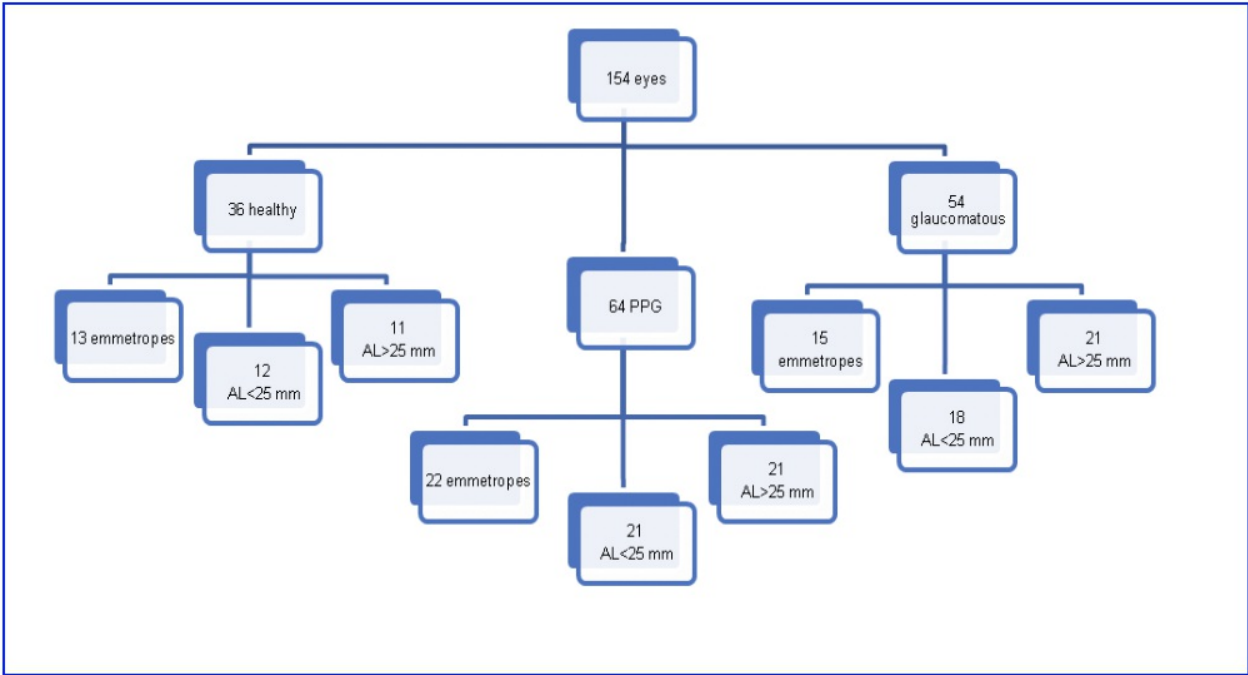 154 eyes
36 healthy
54
glaucomatous
64 PPG
13 emmetropes
12
AL<25 mm
11
AL>25 mm
22 emmetropes
21
AL<25 mm
21
AL>25 mm
15
emmetropes
18
AL<25 mm
21
AL>25 mm